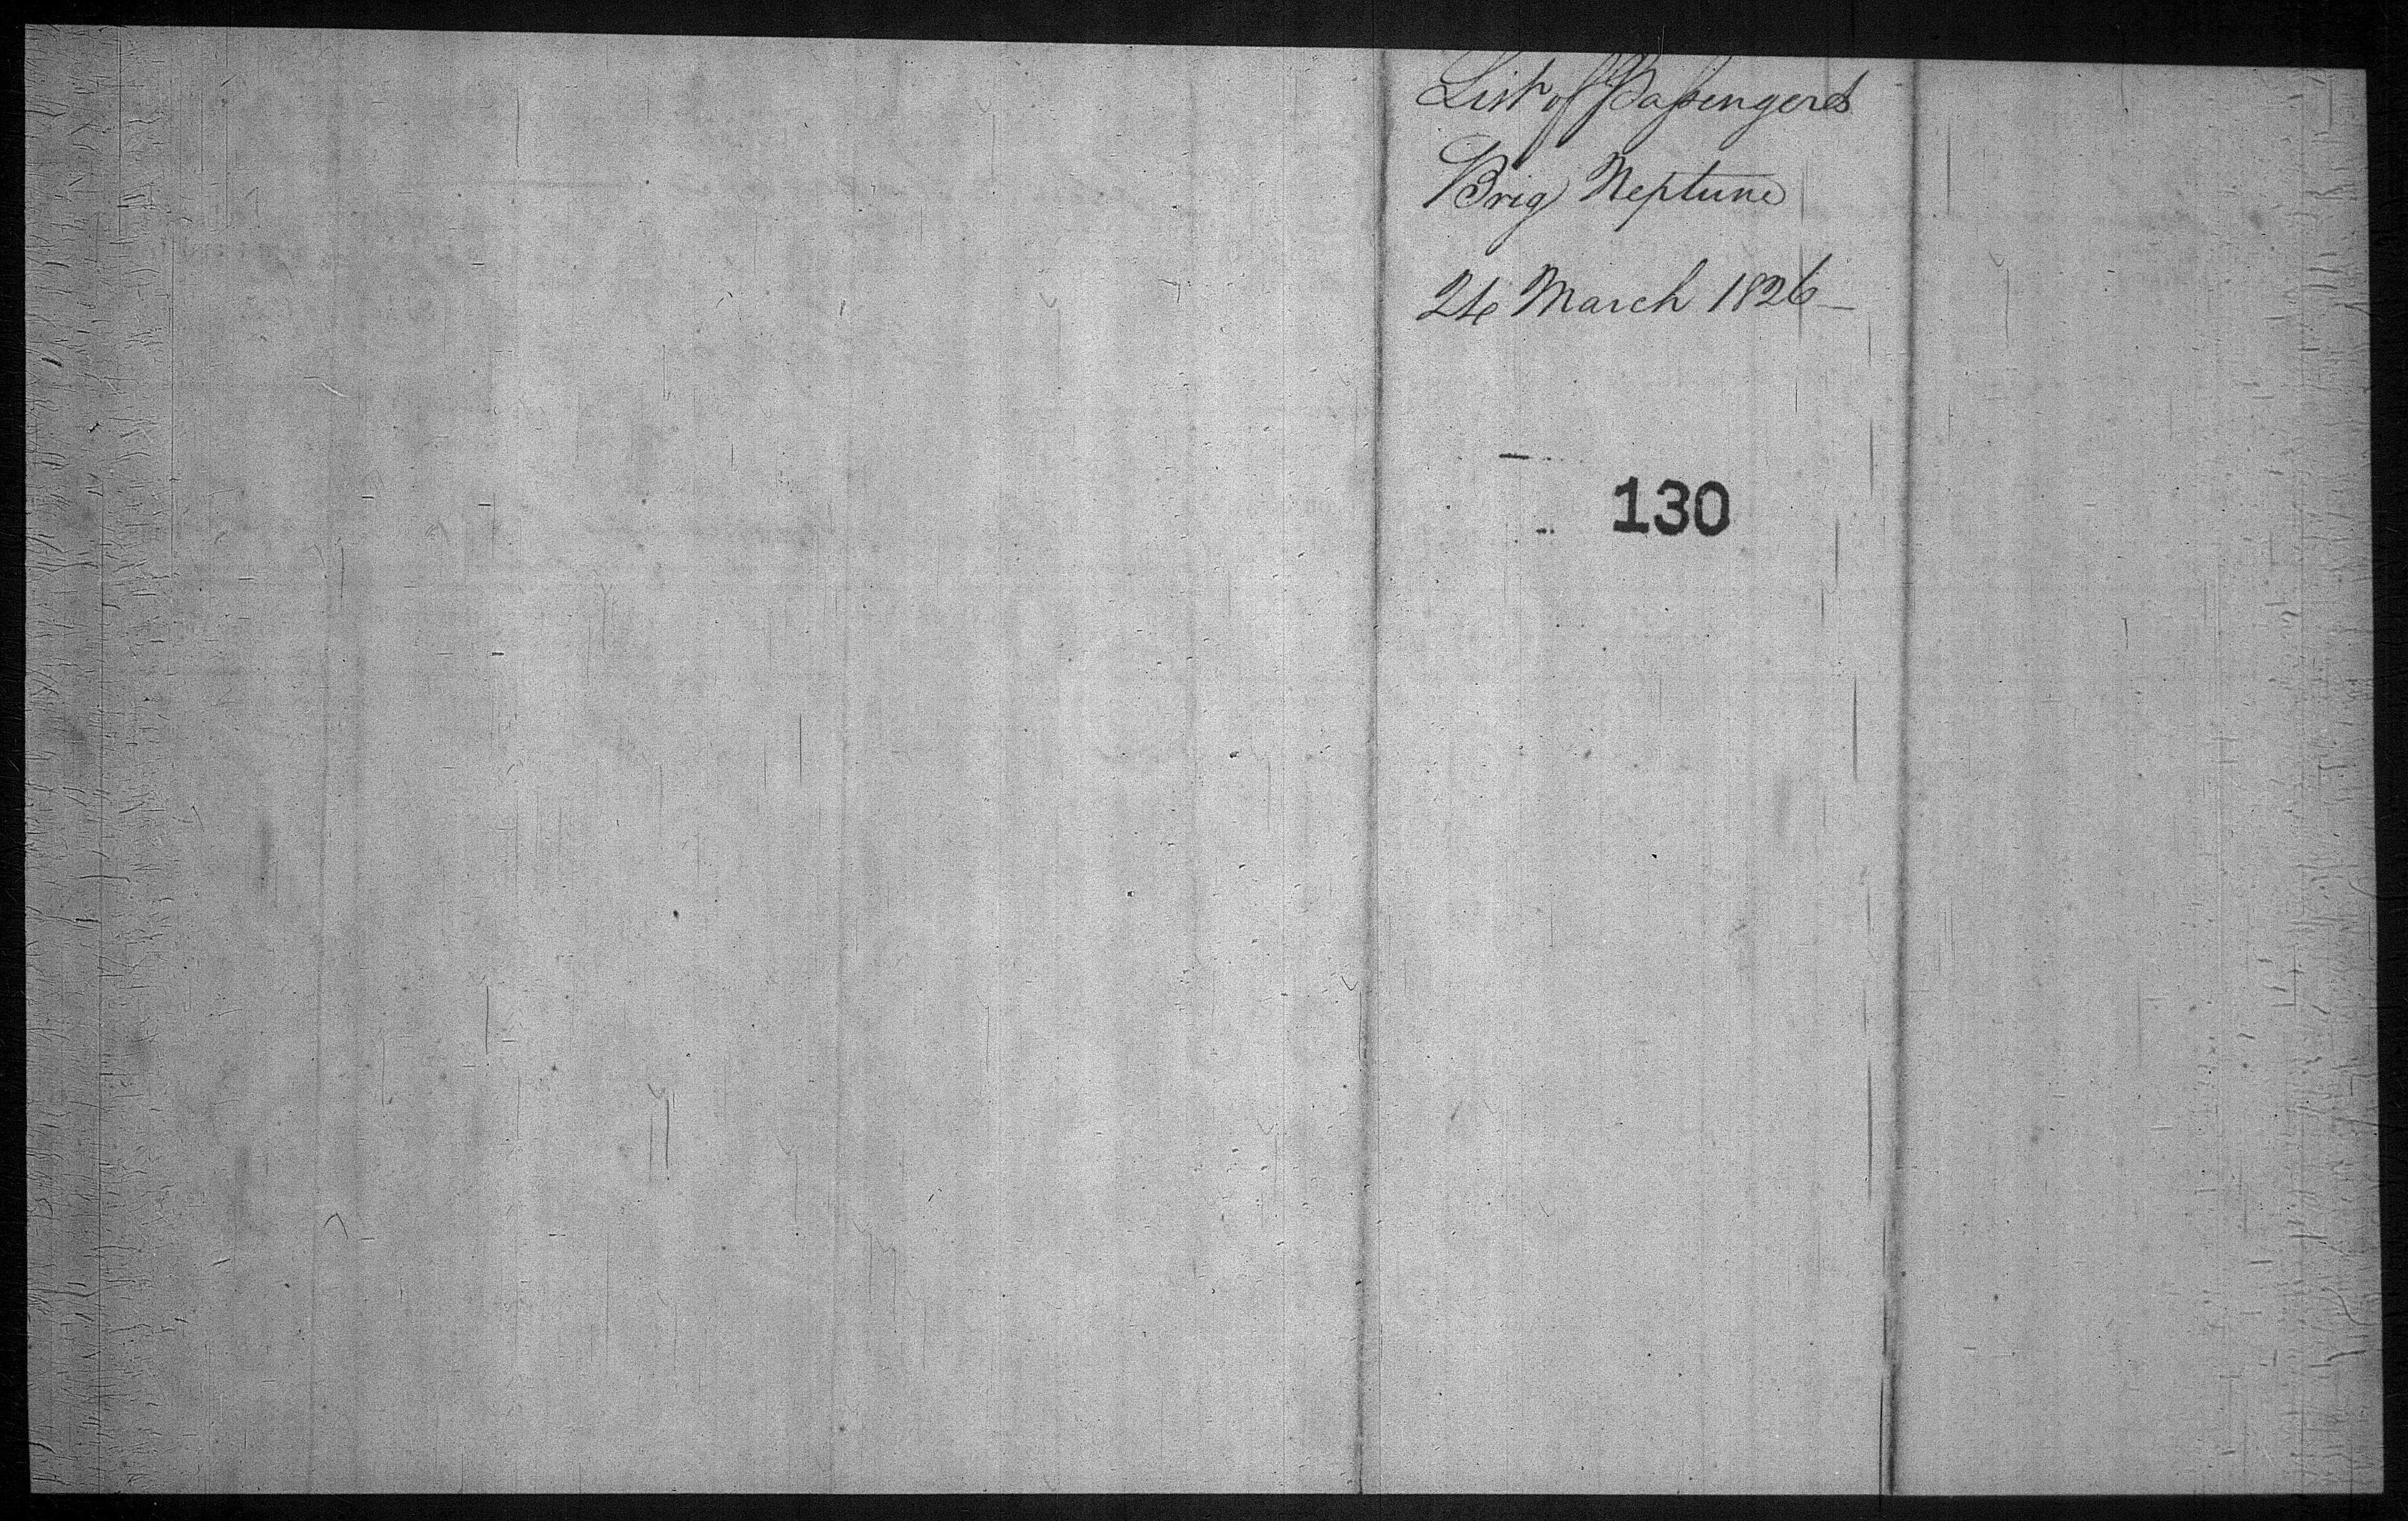 List of Passengers
Brig Neptune
24 March 1826
130